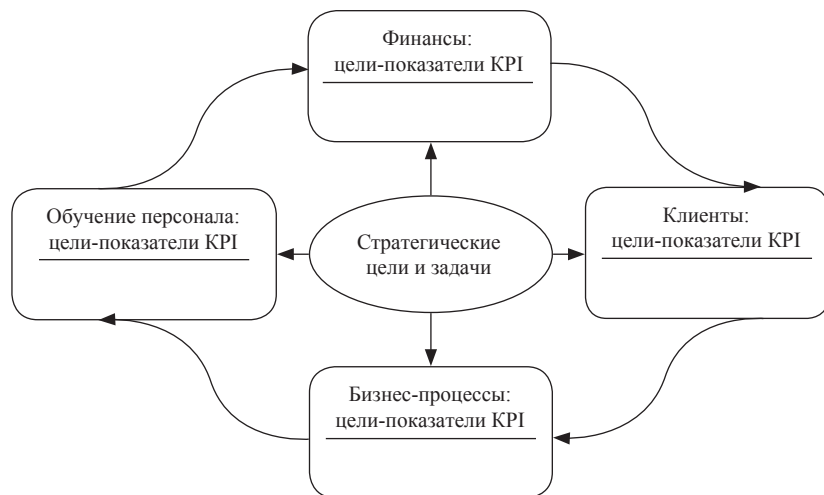 Финансы:
цели-показатели KPI
Обучение персонала:
цели-показатели KPI
Стратегические
цели и задачи
Клиенты:
цели-показатели KPI
Бизнес-процессы:
цели-показатели KPI